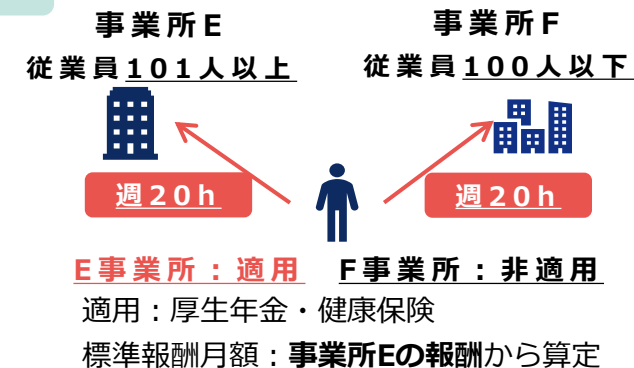 事業所E
従業員101人以上
事業所F
従業員100人以下
週20h
週20h
E事業所：適用 F事業所：非適用
適用：厚生年金・健康保険
標準報酬月額：事業所Eの報酬から算定